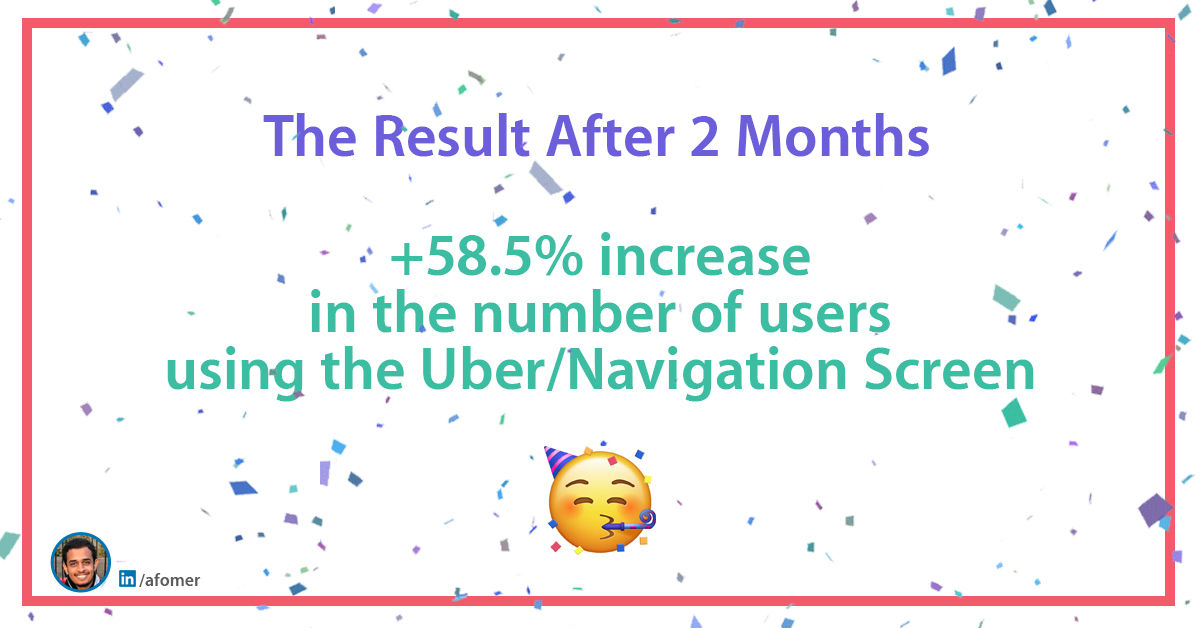 The Result After 2 Months
+58.5% increase
in the number of users
using the Uber/Navigation Screen
in /afomer